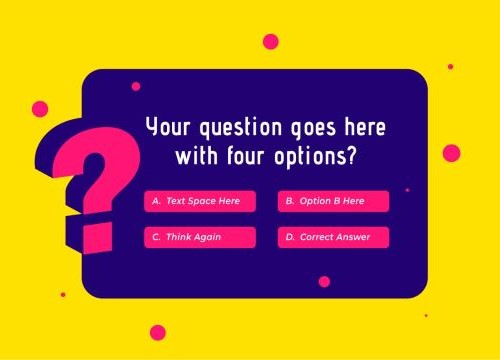 Your question goes here
with four options?
A. Text Space Here
B. Option B Here
C. Think Again
D. Correct Answer